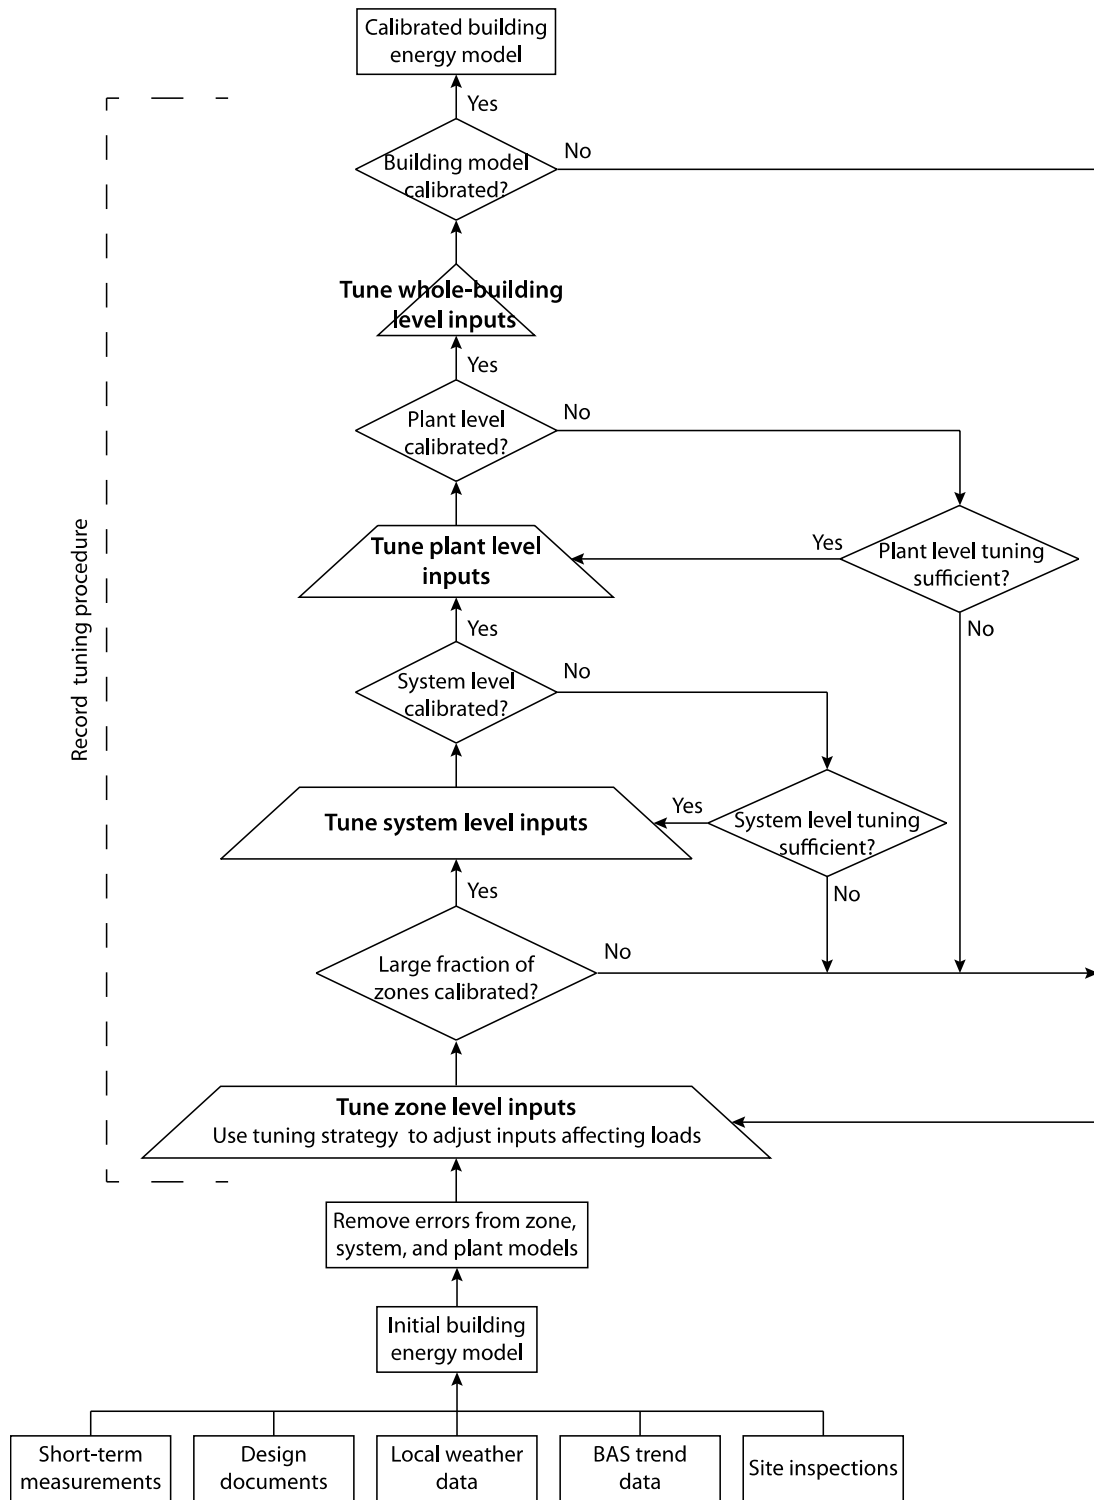 Calibrated building
energy model
Yes
Building model
calibrated?
No
Tune whole-building
level inputs
Yes
Plant level
calibrated?
No
Tune plant level
inputs
Yes
Plant level tuning
sufficient?
Yes
No
System level
calibrated?
No
Record tuning procedure
Tune system level inputs
Yes
System level tuning
sufficient?
Yes
No
Large fraction of
zones calibrated?
No
Tune zone level inputs
Use tuning strategy to adjust inputs affecting loads
Remove errors from zone,
system, and plant models
Initial building
energy model
Short-term
measurements
Design
documents
Local weather
data
BAS trend
data
Site inspections